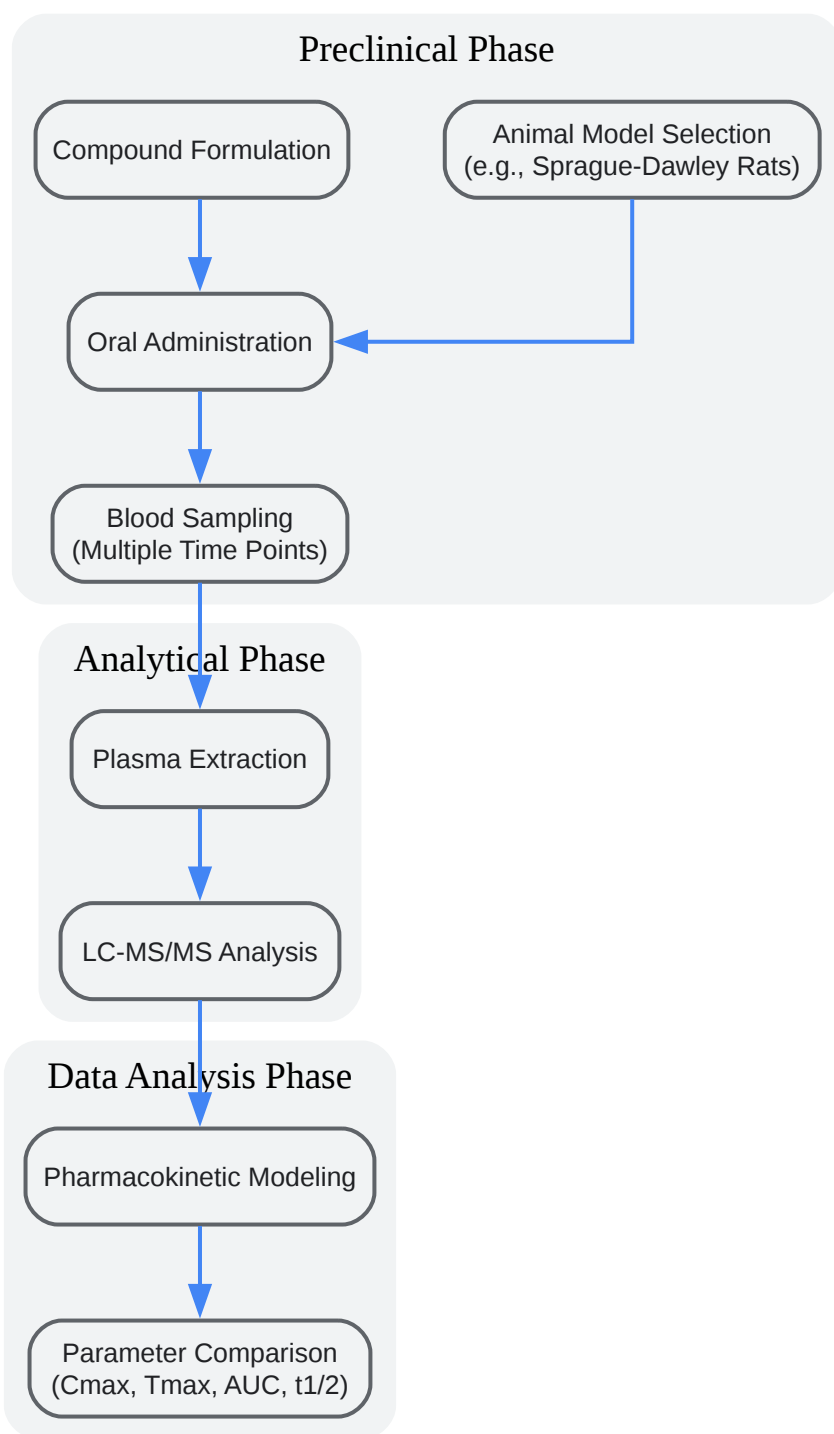 Preclinical Phase
Compound Formulation
Animal Model Selection
(e.g., Sprague-Dawley Rats)
Oral Administration
Blood Sampling
(Multiple Time Points)
Analytical Phase
Plasma Extraction
LC-MS/MS Analysis
Data Analysis Phase
Pharmacokinetic Modeling
Parameter Comparison
(Cmax, Tmax, AUC, t1/2)